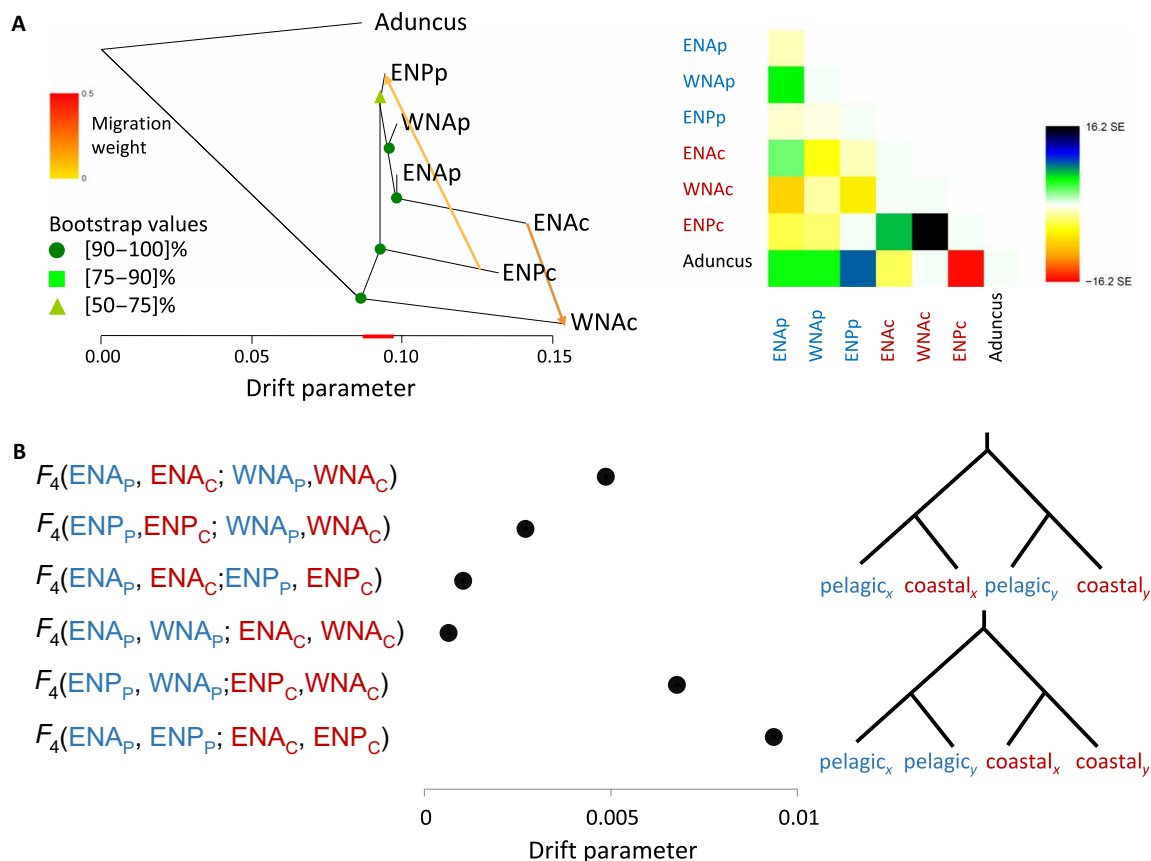 A
Aduncus
ENPp
WNAp
ENAp
ENAc
ENPc
WNAc
0.5
0
Migration
weight
Bootstrap values
[90–100]%
[75–90]%
[50–75]%
0.00 0.05 0.10 0.15
Drift parameter
ENAp
WNAp
ENPp
ENAc
WNAc
ENPc
Aduncus
ENAp WNAp ENPp ENAc WNAc ENPc Aduncus
16.2 SE
−16.2 SE
B
F4(ENAP, ENAC; WNAP,WNAC)
F4(ENPP,ENPC; WNAP,WNAC)
F4(ENAP, ENAC;ENPP, ENPC)
F4(ENAP, WNAP; ENAC, WNAC)
F4(ENPP, WNAP;ENPC,WNAC)
F4(ENAP, ENPP; ENAC, ENPC)
0 0.005 0.01
Drift parameter
pelagicx coastalx pelagicy coastaly
pelagicx pelagicy coastalx coastaly